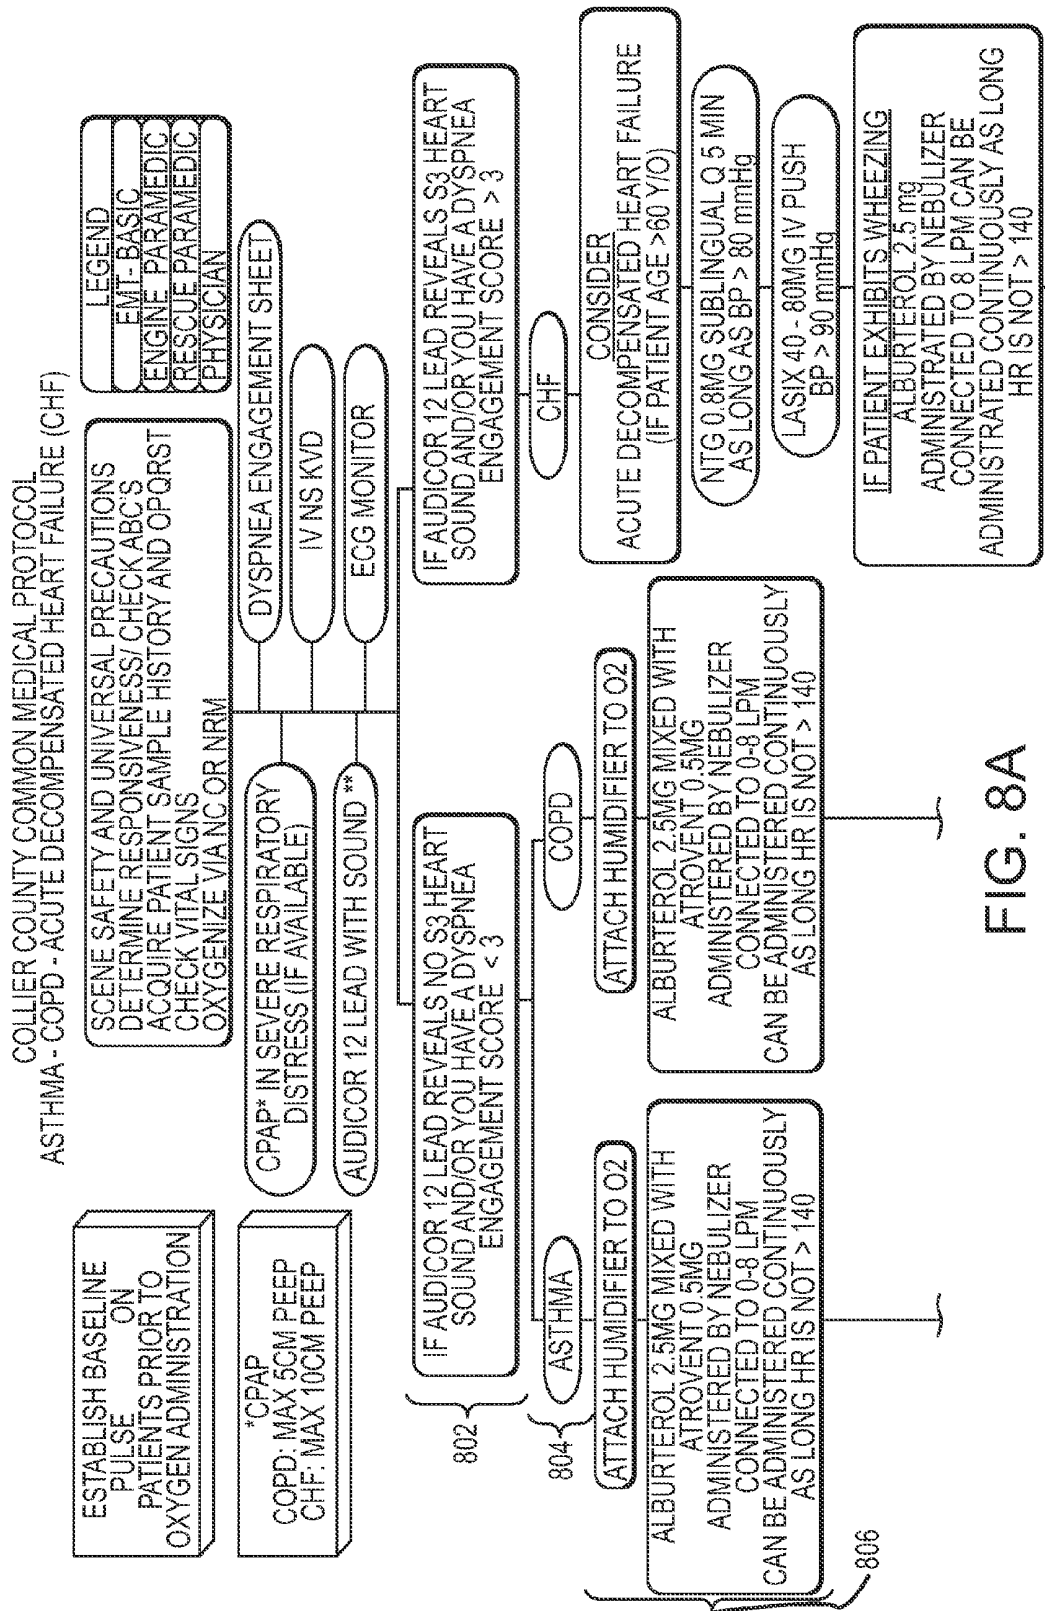 COLLIER COUNTY COMMON MEDICAL PROTOCOL
ASTHMA - COPD - ACUTE DECOMPENSATED HEART FAILURE (CHF)
ESTABLISH BASELINE
PULSE ON
PATIENTS PRIOR TO
OXYGEN ADMINISTRATION
*CPAP
COPD: MAX 5CM PEEP
CHF: MAX 10CM PEEP
SCENE SAFETY AND UNIVERSAL PRECAUTIONS
DETERMINE RESPONSIVENESS/ CHECK ABC'S
ACQUIRE PATIENT SAMPLE HISTORY AND OPQRST
CHECK VITAL SIGNS
OXYGENIZE VIA NC OR NRM
LEGEND
EMT - BASIC
ENGINE PARAMEDIC
RESCUE PARAMEDIC
PHYSICIAN
CPAP* IN SEVERE RESPIRATORY
DISTRESS (IF AVAILABLE)
AUDICOR 12 LEAD WITH SOUND **
DYSPNEA ENGAGEMENT SHEET
IV NS KVD
ECG MONITOR
802
IF AUDICOR 12 LEAD REVEALS NO S3 HEART
SOUND AND/OR YOU HAVE A DYSPNEA
ENGAGEMENT SCORE < 3
IF AUDICOR 12 LEAD REVEALS S3 HEART
SOUND AND/OR YOU HAVE A DYSPNEA
ENGAGEMENT SCORE > 3
804
ASTHMA
COPD
CHF
806
ATTACH HUMIDIFIER TO O2
ALBURTEROL 2.5MG MIXED WITH
ATROVENT 0.5MG
ADMINISTERED BY NEBULIZER
CONNECTED TO 0-8 LPM
CAN BE ADMINISTERED CONTINUOUSLY
AS LONG HR IS NOT > 140
ATTACH HUMIDIFIER TO O2
ALBURTEROL 2.5MG MIXED WITH
ATROVENT 0.5MG
ADMINISTERED BY NEBULIZER
CONNECTED TO 0-8 LPM
CAN BE ADMINISTERED CONTINUOUSLY
AS LONG HR IS NOT > 140
CONSIDER
ACUTE DECOMPENSATED HEART FAILURE
(IF PATIENT AGE >60 Y/O)
NTG 0.8MG SUBLINGUAL Q 5 MIN
AS LONG AS BP > 80 mmHg
LASIX 40 - 80MG IV PUSH
BP > 90 mmHg
IF PATIENT EXHIBITS WHEEZING
ALBURTEROL 2.5 mg
ADMINISTRATED BY NEBULIZER
CONNECTED TO 8 LPM CAN BE
ADMINISTRATED CONTINUOUSLY AS LONG
HR IS NOT > 140
FIG. 8A